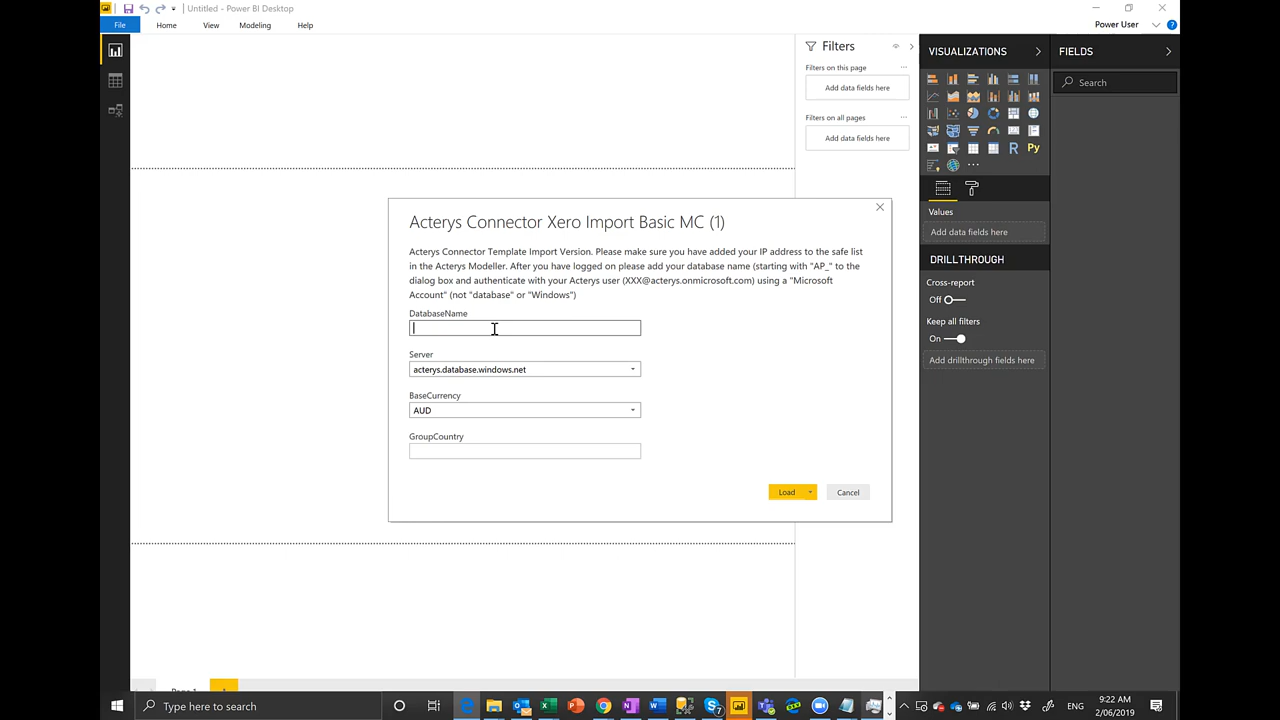 Untitled - Power BI Desktop
File
Home
View
Modeling
Help
Power User
Filters
Filters on this page
Add data fields here
Filters on all pages
Add data fields here
VISUALIZATIONS
R
Py
Values
Add data fields here
DRILLTHROUGH
Cross-report
Off
Keep all filters
On
Add drillthrough fields here
FIELDS
Search
Acterys Connector Xero Import Basic MC (1)
Acterys Connector Template Import Version. Please make sure you have added your IP address to the safe list
in the Acterys Modeller. After you have logged on please add your database name (starting with "AP_" to the
dialog box and authenticate with your Acterys user (XXX@acterys.onmicrosoft.com) using a "Microsoft
Account" (not "database" or "Windows")
DatabaseName
Server
acterys.database.windows.net
BaseCurrency
AUD
GroupCountry
Load
Cancel
Page 1
Type here to search
7
ENG
9:22 AM
2/06/2019